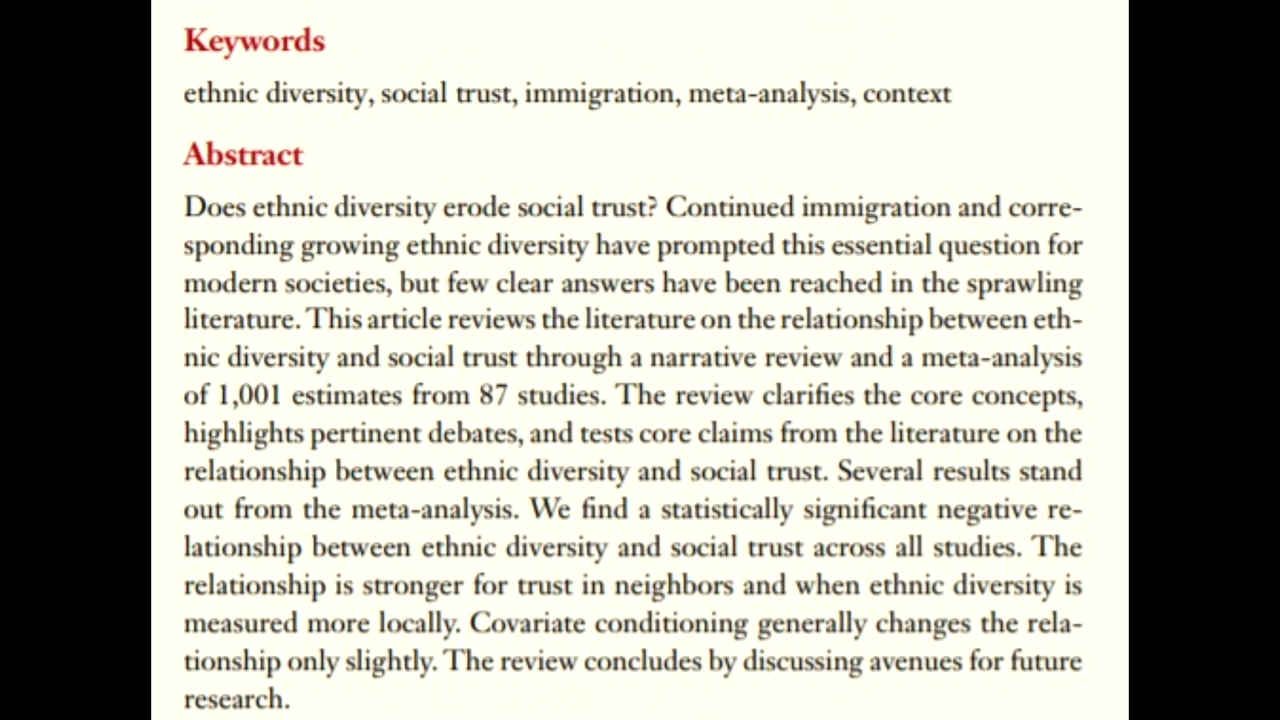 Keywords
ethnic diversity, social trust, immigration, meta-analysis, context
Abstract
Does ethnic diversity erode social trust? Continued immigration and corre-
sponding growing ethnic diversity have prompted this essential question for
modern societies, but few clear answers have been reached in the sprawling
literature. This article reviews the literature on the relationship between eth-
nic diversity and social trust through a narrative review and a meta-analysis
of 1,001 estimates from 87 studies. The review clarifies the core concepts,
highlights pertinent debates, and tests core claims from the literature on the
relationship between ethnic diversity and social trust. Several results stand
out from the meta-analysis. We find a statistically significant negative re-
lationship between ethnic diversity and social trust across all studies. The
relationship is stronger for trust in neighbors and when ethnic diversity is
measured more locally. Covariate conditioning generally changes the rela-
tionship only slightly. The review concludes by discussing avenues for future
research.